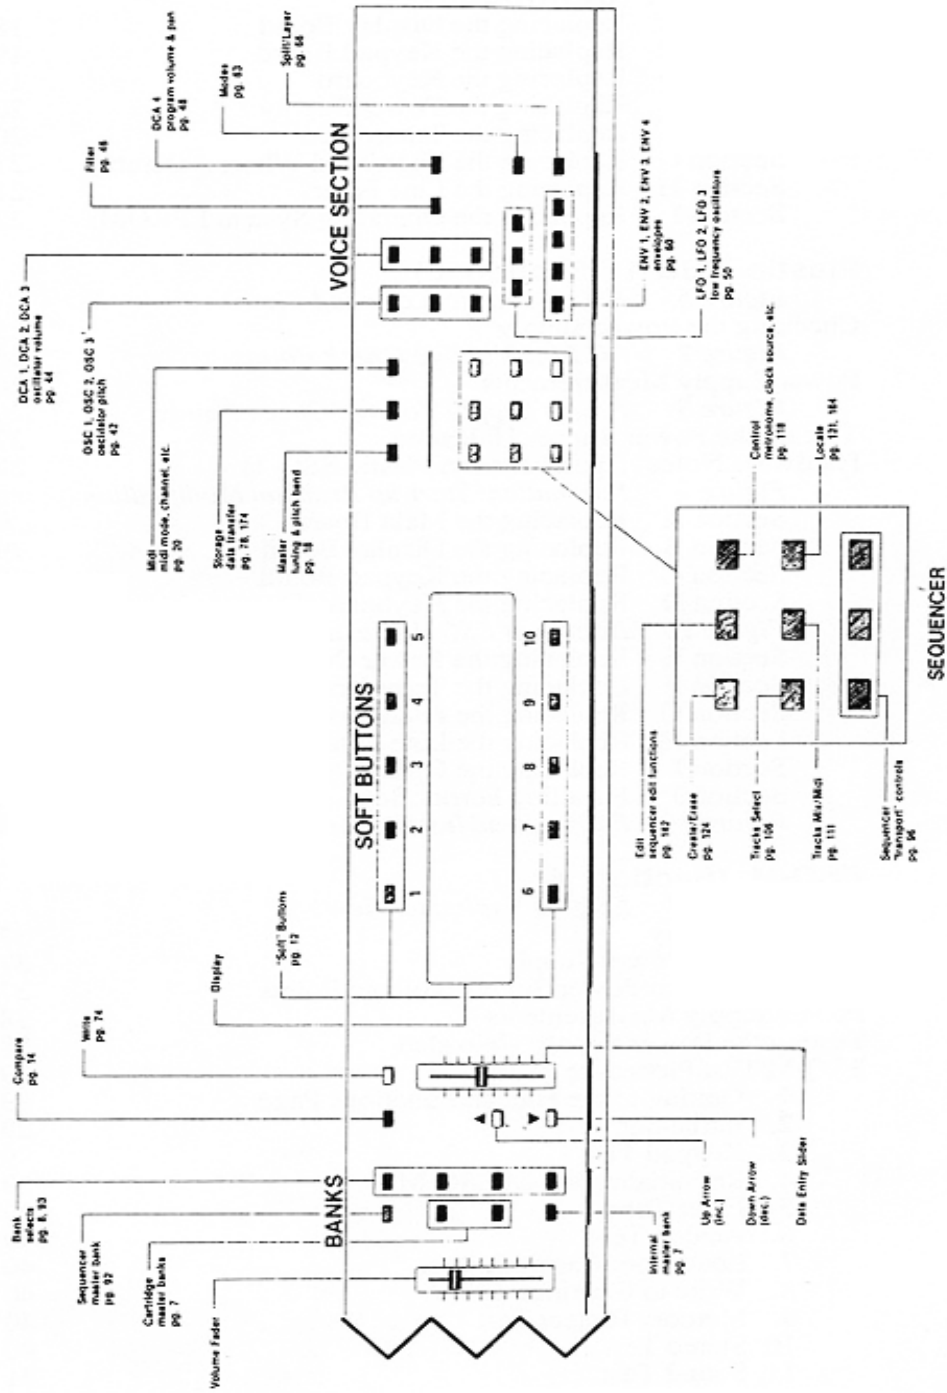 Volume Fader
Cartridge
master banks
pg. 7
Sequencer
master bank
pg. 92
Bank
selects
pg. 8, 93
Compare
pg. 14
Write
pg. 74
Display
"Soft" Buttons
pg. 12
Master
tuning & pitch bend
pg. 18
Storage
data transfer
pg. 78, 174
Midi
midi mode, channel, etc.
pg. 20
OSC 1, OSC 2, OSC 3
oscillator pitch
pg. 42
DCA 1, DCA 2, DCA 3
oscillator volume
pg. 44
Filter
pg. 46
DCA 4
program volume & pan
pg. 48
Modes
pg. 63
Split/Layer
pg. 66
BANKS
SOFT BUTTONS
VOICE SECTION
1 2 3 4 5
6 7 8 9 10
Internal
master bank
pg. 7
Up Arrow
(inc.)
Down Arrow
(dec.)
Data Entry Slider
ENV 1, ENV 2, ENV 3, ENV 4
envelopes
pg. 60
LFO 1, LFO 2, LFO 3
low frequency oscillators
pg. 50
Edit
sequencer edit functions
pg. 142
Create/Erase
pg. 124
Tracks Select
pg. 106
Tracks Mix/Midi
pg. 111
Sequencer
"transport" controls
pg. 96
Control
metronome, clock source, etc.
pg. 118
Locate
pg.
SEQUENCER